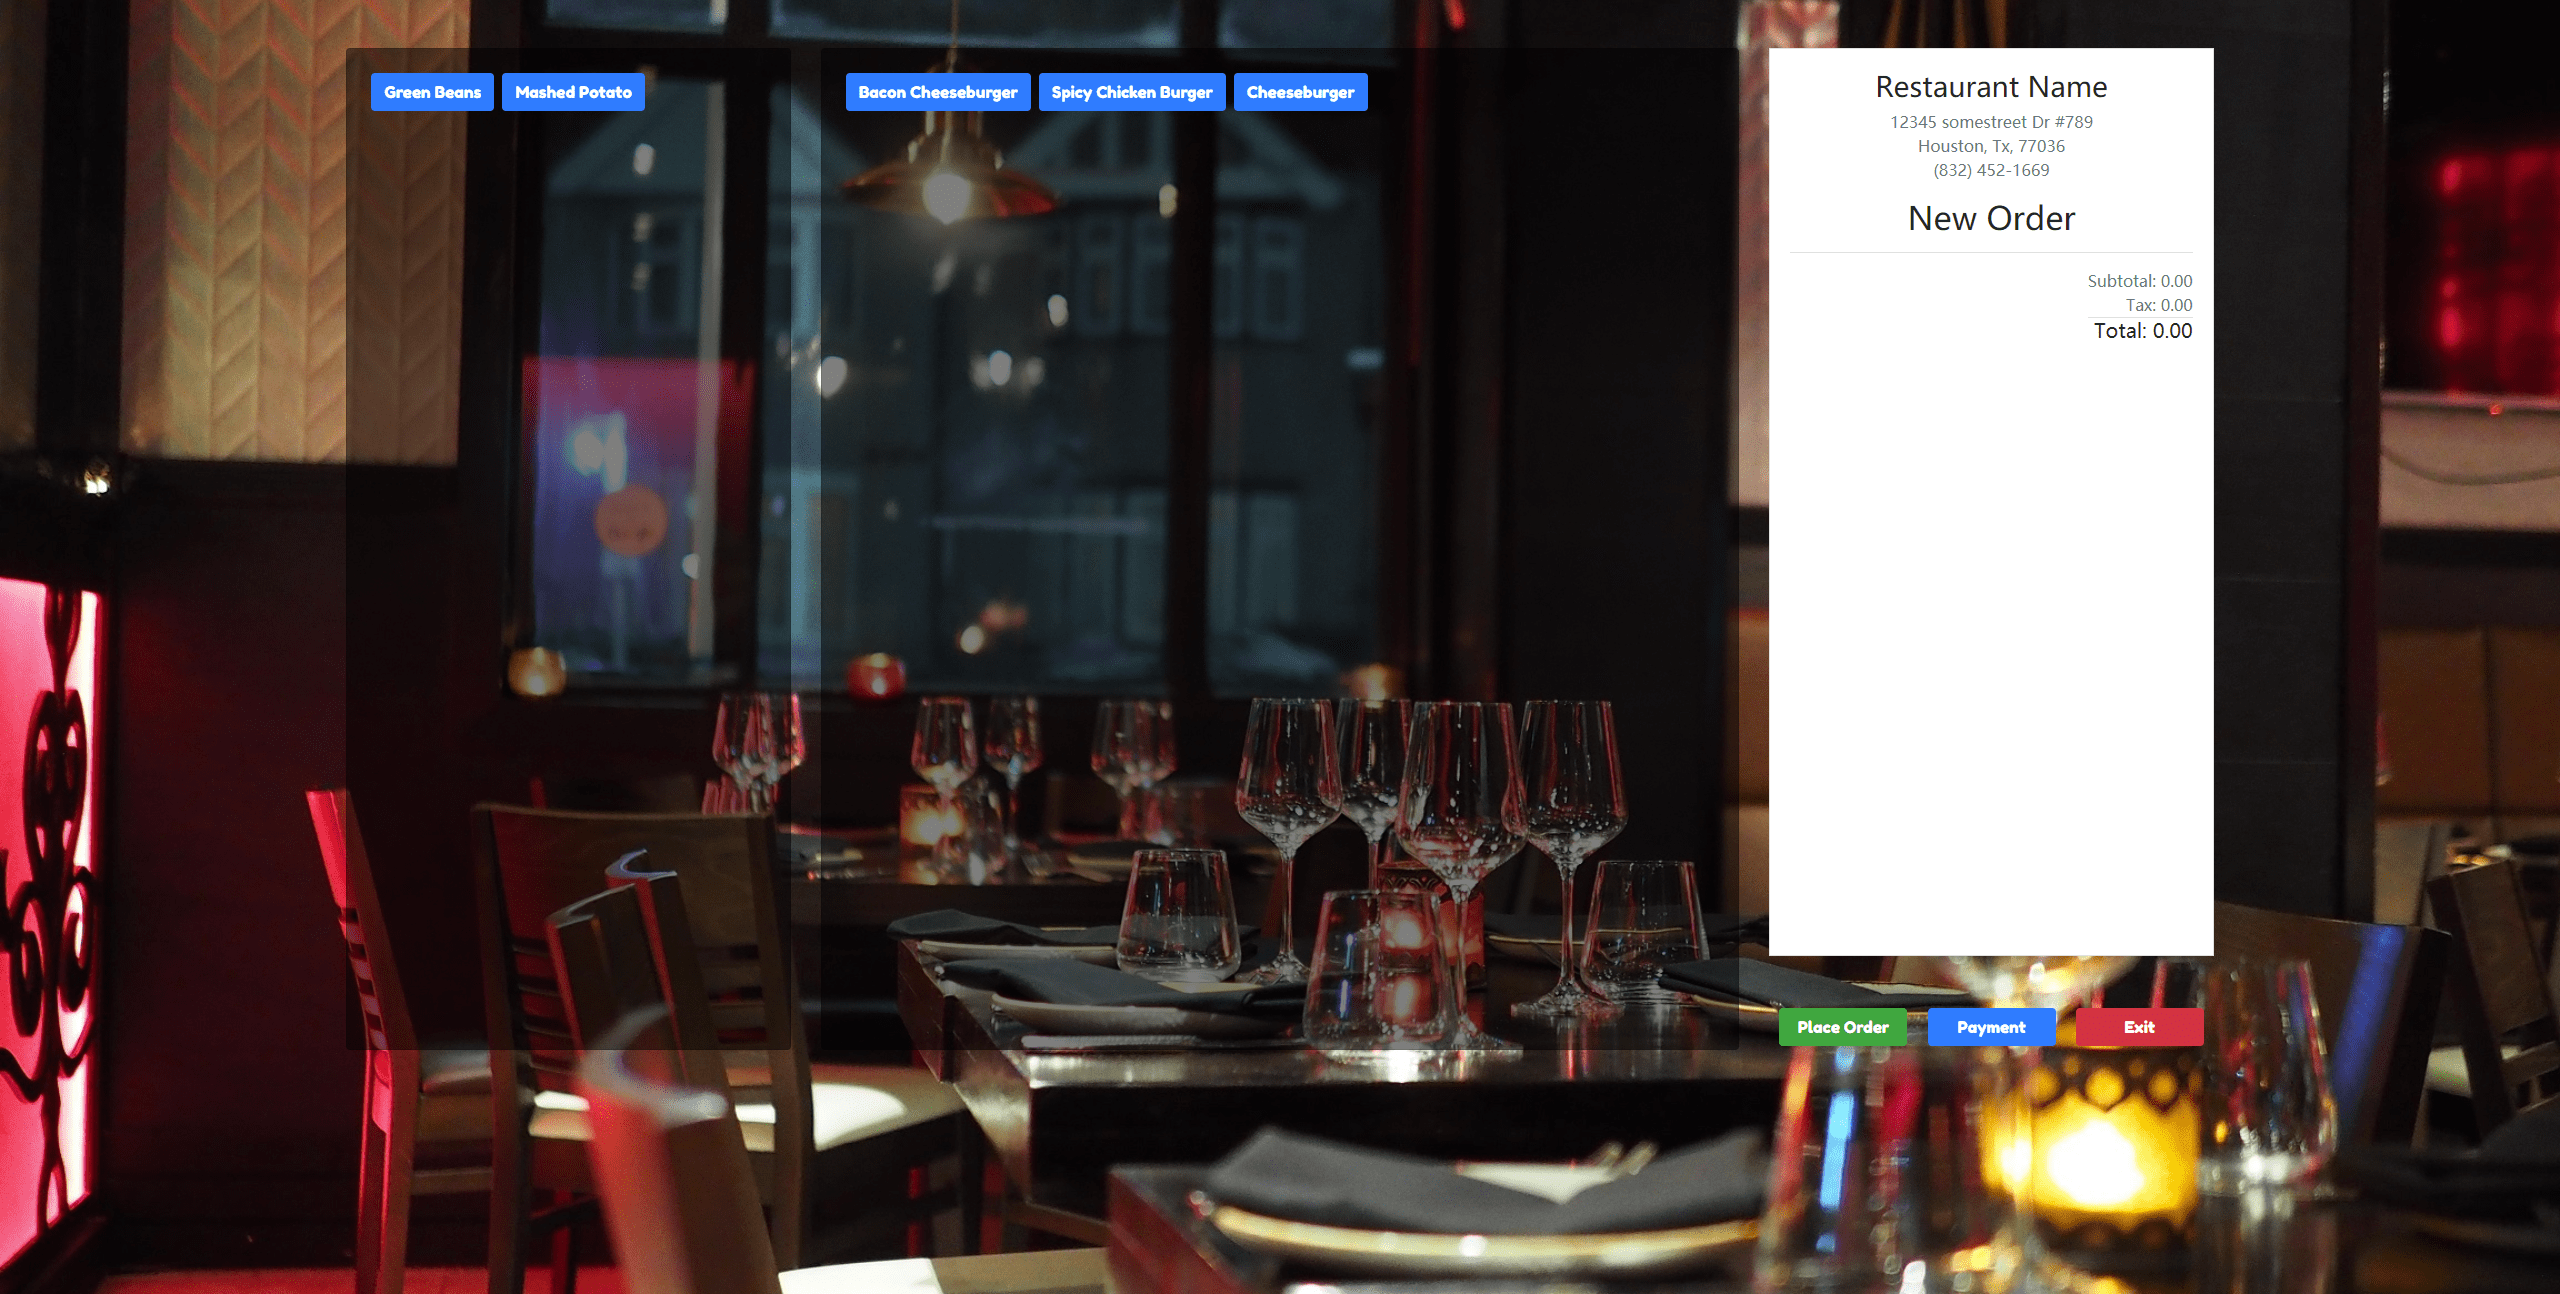 Green Beans
Mashed Potato
Bacon Cheeseburger
Spicy Chicken Burger
Cheeseburger
Restaurant Name
12345 somestreet Dr #789
Houston, Tx, 77036
(832) 452-1669
New Order
Subtotal: 0.00
Tax: 0.00
Total: 0.00
Place Order
Payment
Exit